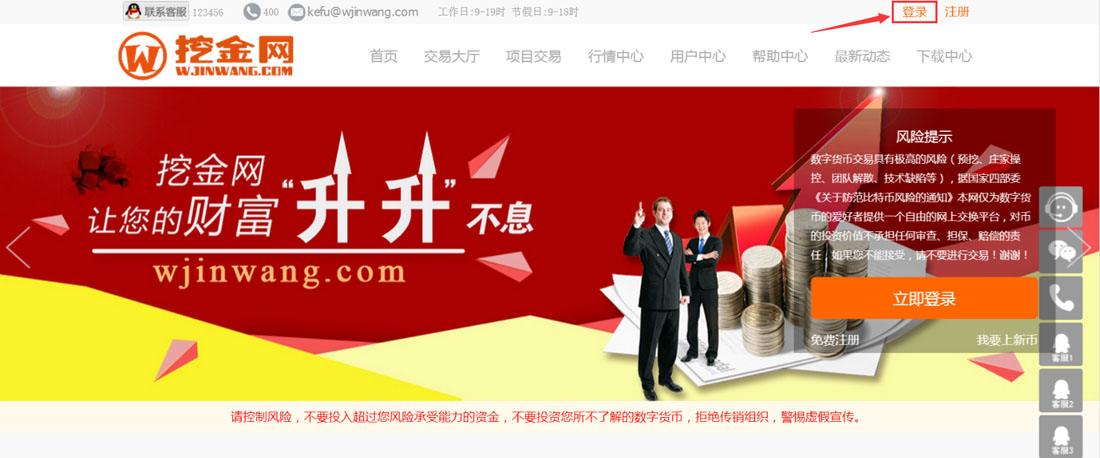 联系客服 123456 400 kefu@wjinwang.com 工作日:9-19时 节假日:9-18时 登录 注册
挖金网
WJINWANG.COM
首页 交易大厅 项目交易 行情中心 用户中心 帮助中心 最新动态 下载中心
挖金网
让您的财富“升升”不息
wjinwang.com
风险提示
数字货币交易具有极高的风险（预挖、庄家操
控、团队解散、技术缺陷等），据国家四部委
《关于防范比特币风险的通知》本网仅为数字货
币的爱好者提供一个自由的网上交换平台，对币
的投资价值不承担任何审查、担保、赔偿的责
任，如果您不能接受，请不要进行交易！谢谢！
立即登录
免费注册 我要上新币
客服1
客服2
客服3
请控制风险，不要投入超过您风险承受能力的资金，不要投资您所不了解的数字货币，拒绝传销组织，警惕虚假宣传。